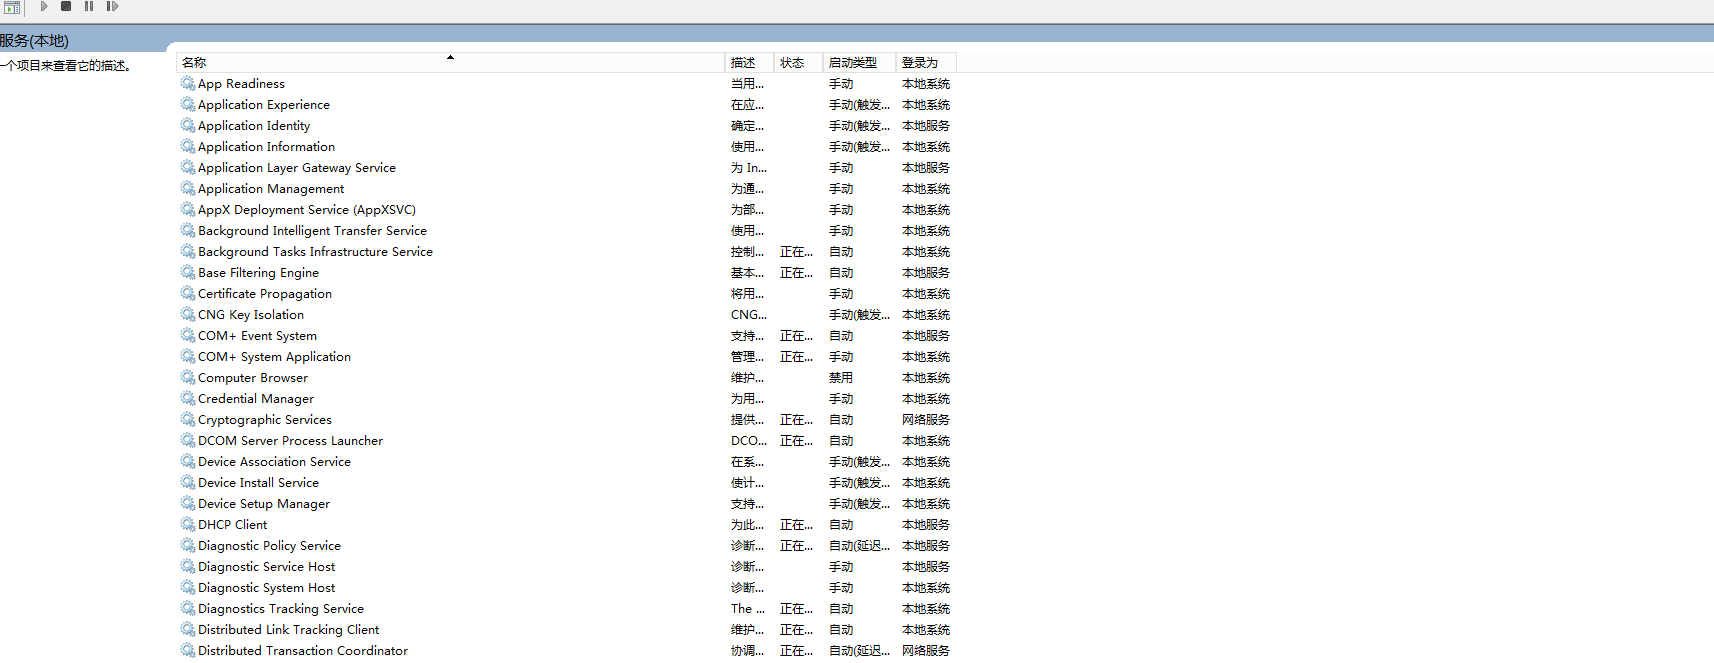 服务(本地)
一个项目来查看它的描述。
名称 描述 状态 启动类型 登录为
App Readiness 当用... 手动 本地系统
Application Experience 在应... 手动(触发... 本地系统
Application Identity 确定... 手动(触发... 本地服务
Application Information 使用... 手动(触发... 本地系统
Application Layer Gateway Service 为 In... 手动 本地服务
Application Management 为通... 手动 本地系统
AppX Deployment Service (AppXSVC) 为部... 手动 本地系统
Background Intelligent Transfer Service 使用... 手动 本地系统
Background Tasks Infrastructure Service 控制... 正在... 自动 本地系统
Base Filtering Engine 基本... 正在... 自动 本地服务
Certificate Propagation 将用... 手动 本地系统
CNG Key Isolation CNG... 手动(触发... 本地系统
COM+ Event System 支持... 正在... 自动 本地服务
COM+ System Application 管理... 正在... 手动 本地系统
Computer Browser 维护... 禁用 本地系统
Credential Manager 为用... 手动 本地系统
Cryptographic Services 提供... 正在... 自动 网络服务
DCOM Server Process Launcher DCO... 正在... 自动 本地系统
Device Association Service 在系... 手动(触发... 本地系统
Device Install Service 使计... 手动(触发... 本地系统
Device Setup Manager 支持... 手动(触发... 本地系统
DHCP Client 为此... 正在... 自动 本地服务
Diagnostic Policy Service 诊断... 正在... 自动(延迟... 本地服务
Diagnostic Service Host 诊断... 手动 本地服务
Diagnostic System Host 诊断... 手动 本地系统
Diagnostics Tracking Service The ... 正在... 自动 本地系统
Distributed Link Tracking Client 维护... 正在... 自动 本地系统
Distributed Transaction Coordinator 协调... 正在... 自动(延迟... 网络服务